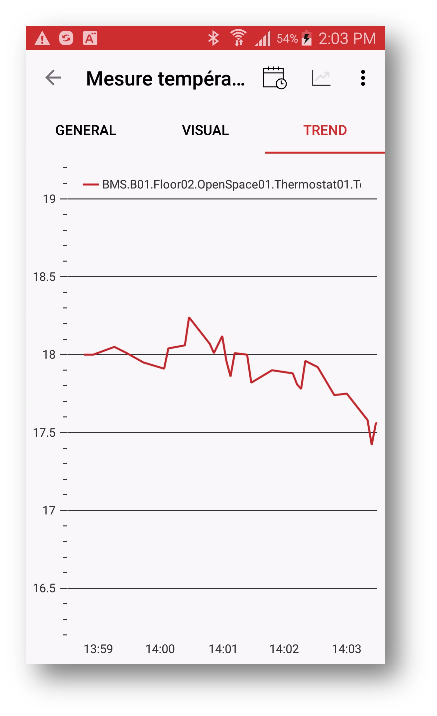 54% 2:03 PM
Mesure tempéra...
GENERAL VISUAL TREND
BMS.B01.Floor02.OpenSpace01.Thermostat01.T
19
18.5
18
17.5
17
16.5
13:59 14:00 14:01 14:02 14:03